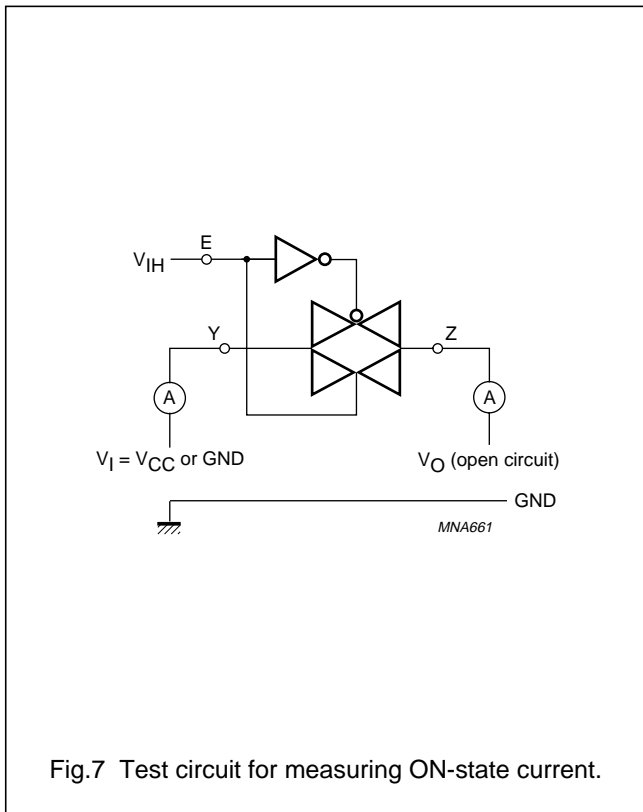 E
V_IH
Y
Z
A
A
V_I = V_CC or GND
V_O (open circuit)
GND
MNA661
Fig.7 Test circuit for measuring ON-state current.